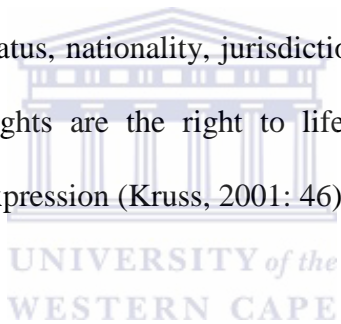 atus, nationality, jurisdictio
ghts are the right to life
xpression (Kruss, 2001: 46)
UNIVERSITY of the
WESTERN CAPE